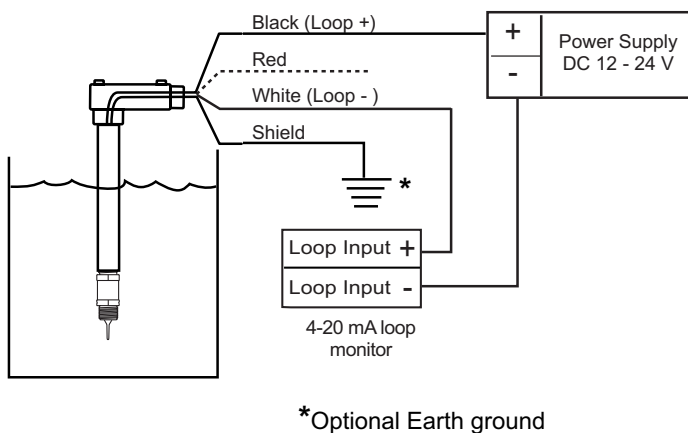 Black (Loop +)
Red
White (Loop - )
Shield
*
+
-
Power Supply
DC 12 - 24 V
Loop Input +
Loop Input -
4-20 mA loop
monitor
*Optional Earth ground